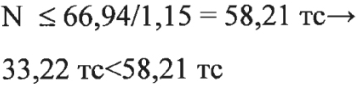 N ≤ 66,94/1,15 = 58,21 тс→
33,22 тс<58,21 тс